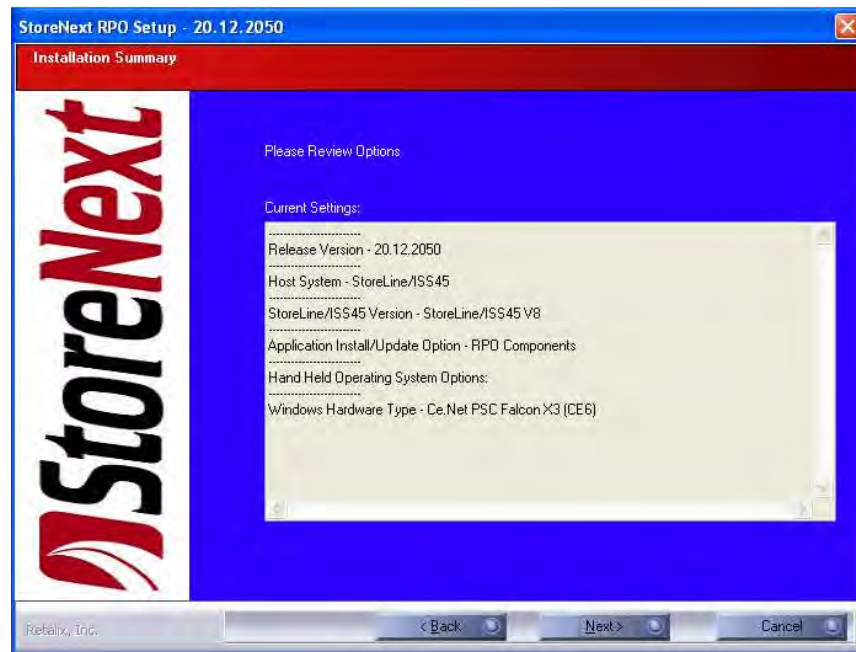 StoreNext RPO Setup - 20.12.2050
Installation Summary
StoreNext
Please Review Options
Current Settings:
-------------------------
Release Version - 20.12.2050
-------------------------
Host System - StoreLine/ISS45
-------------------------
StoreLine/ISS45 Version - StoreLine/ISS45 V8
-------------------------
Application Install/Update Option - RPO Components
-------------------------
Hand Held Operating System Options:
-------------------------
Windows Hardware Type - Ce.Net PSC Falcon X3 (CE6)
Retalix, Inc.
< Back
Next >
Cancel